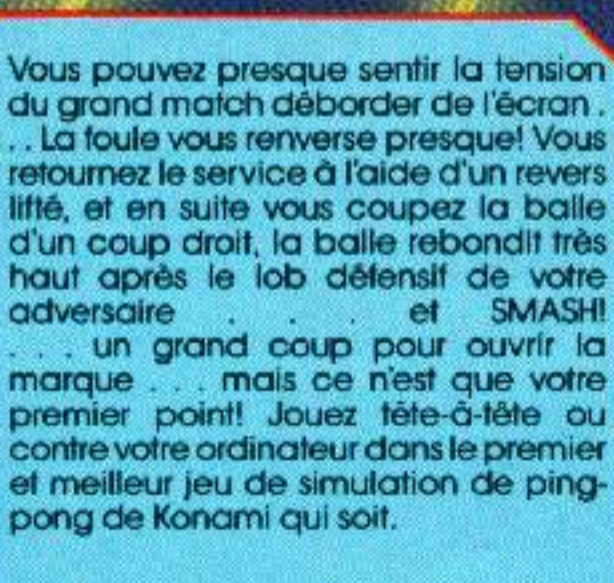 Vous pouvez presque sentir la tension
du grand match déborder de l'écran .
. . La foule vous renverse presque! Vous
retournez le service à l'aide d'un revers
lifté, et en suite vous coupez la balle
d'un coup droit, la balle rebondit très
haut après le lob défensif de votre
adversaire . . . et SMASH!
. . . un grand coup pour ouvrir la
marque . . . mais ce n'est que votre
premier point! Jouez tête-à-tête ou
contre votre ordinateur dans le premier
et meilleur jeu de simulation de ping-
pong de Konami qui soit.